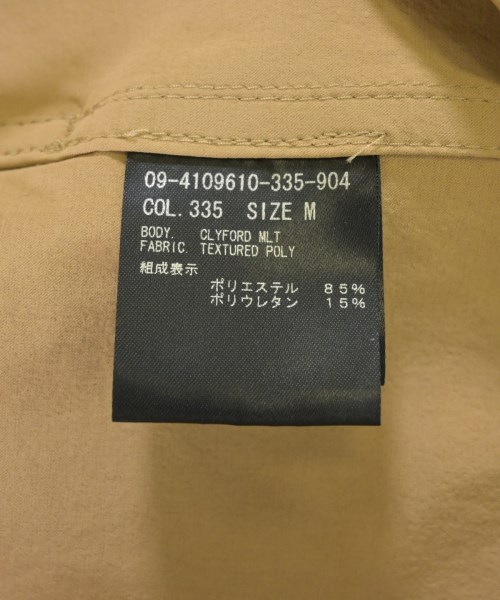 09-4109610-335-904
COL. 335 SIZE M
BODY. CLYFORD MLT
FABRIC. TEXTURED POLY
組成表示
ポリエステル 85%
ポリウレタン 15%